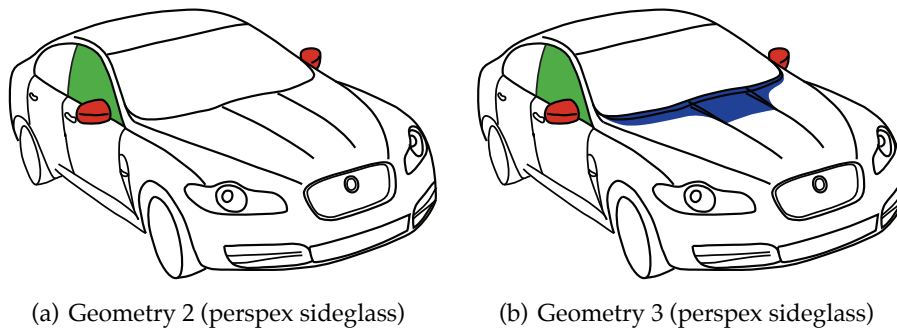 (a) Geometry 2 (perspex sideglass)
(b) Geometry 3 (perspex sideglass)